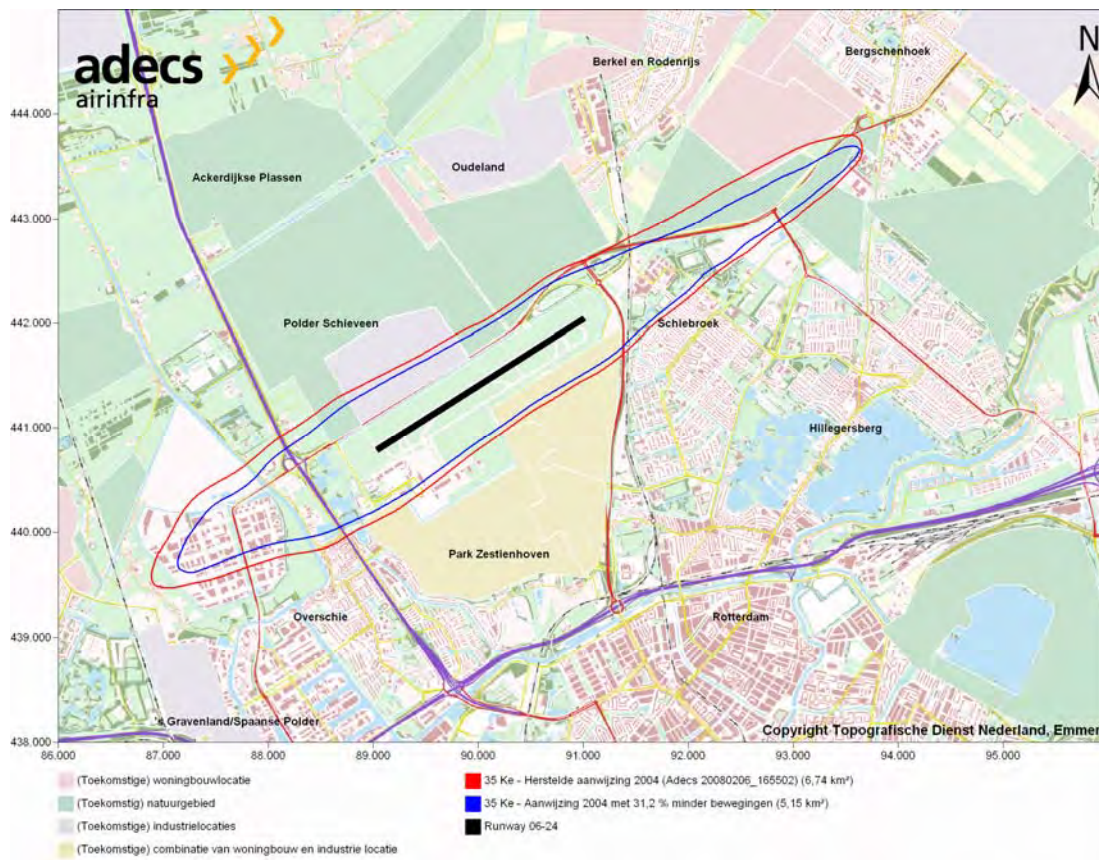 adecs
airinfra
N
Bergschenhoek
Berkel en Rodenrijs
444.000
Oudeland
Ackerdijkse Plassen
443.000
Polder Schieveen
442.000
Schiebroek
441.000
Hillegersberg
440.000
Park Zestienhoven
Overschie
Rotterdam
439.000
's Gravenland/Spaanse Polder
Copyright Topografische Dienst Nederland, Emmen
438.000
86.000 87.000 88.000 89.000 90.000 91.000 92.000 93.000 94.000 95.000
(Toekomstige) woningbouwlocatie
(Toekomstig) natuurgebied
(Toekomstige) industrielocaties
(Toekomstige) combinatie van woningbouw en industrie locatie
35 Ke - Herstelde aanwijzing 2004 (Adecs 20080206_165502) (6,74 km²)
35 Ke - Aanwijzing 2004 met 31,2 % minder bewegingen (5,15 km²)
Runway 06-24